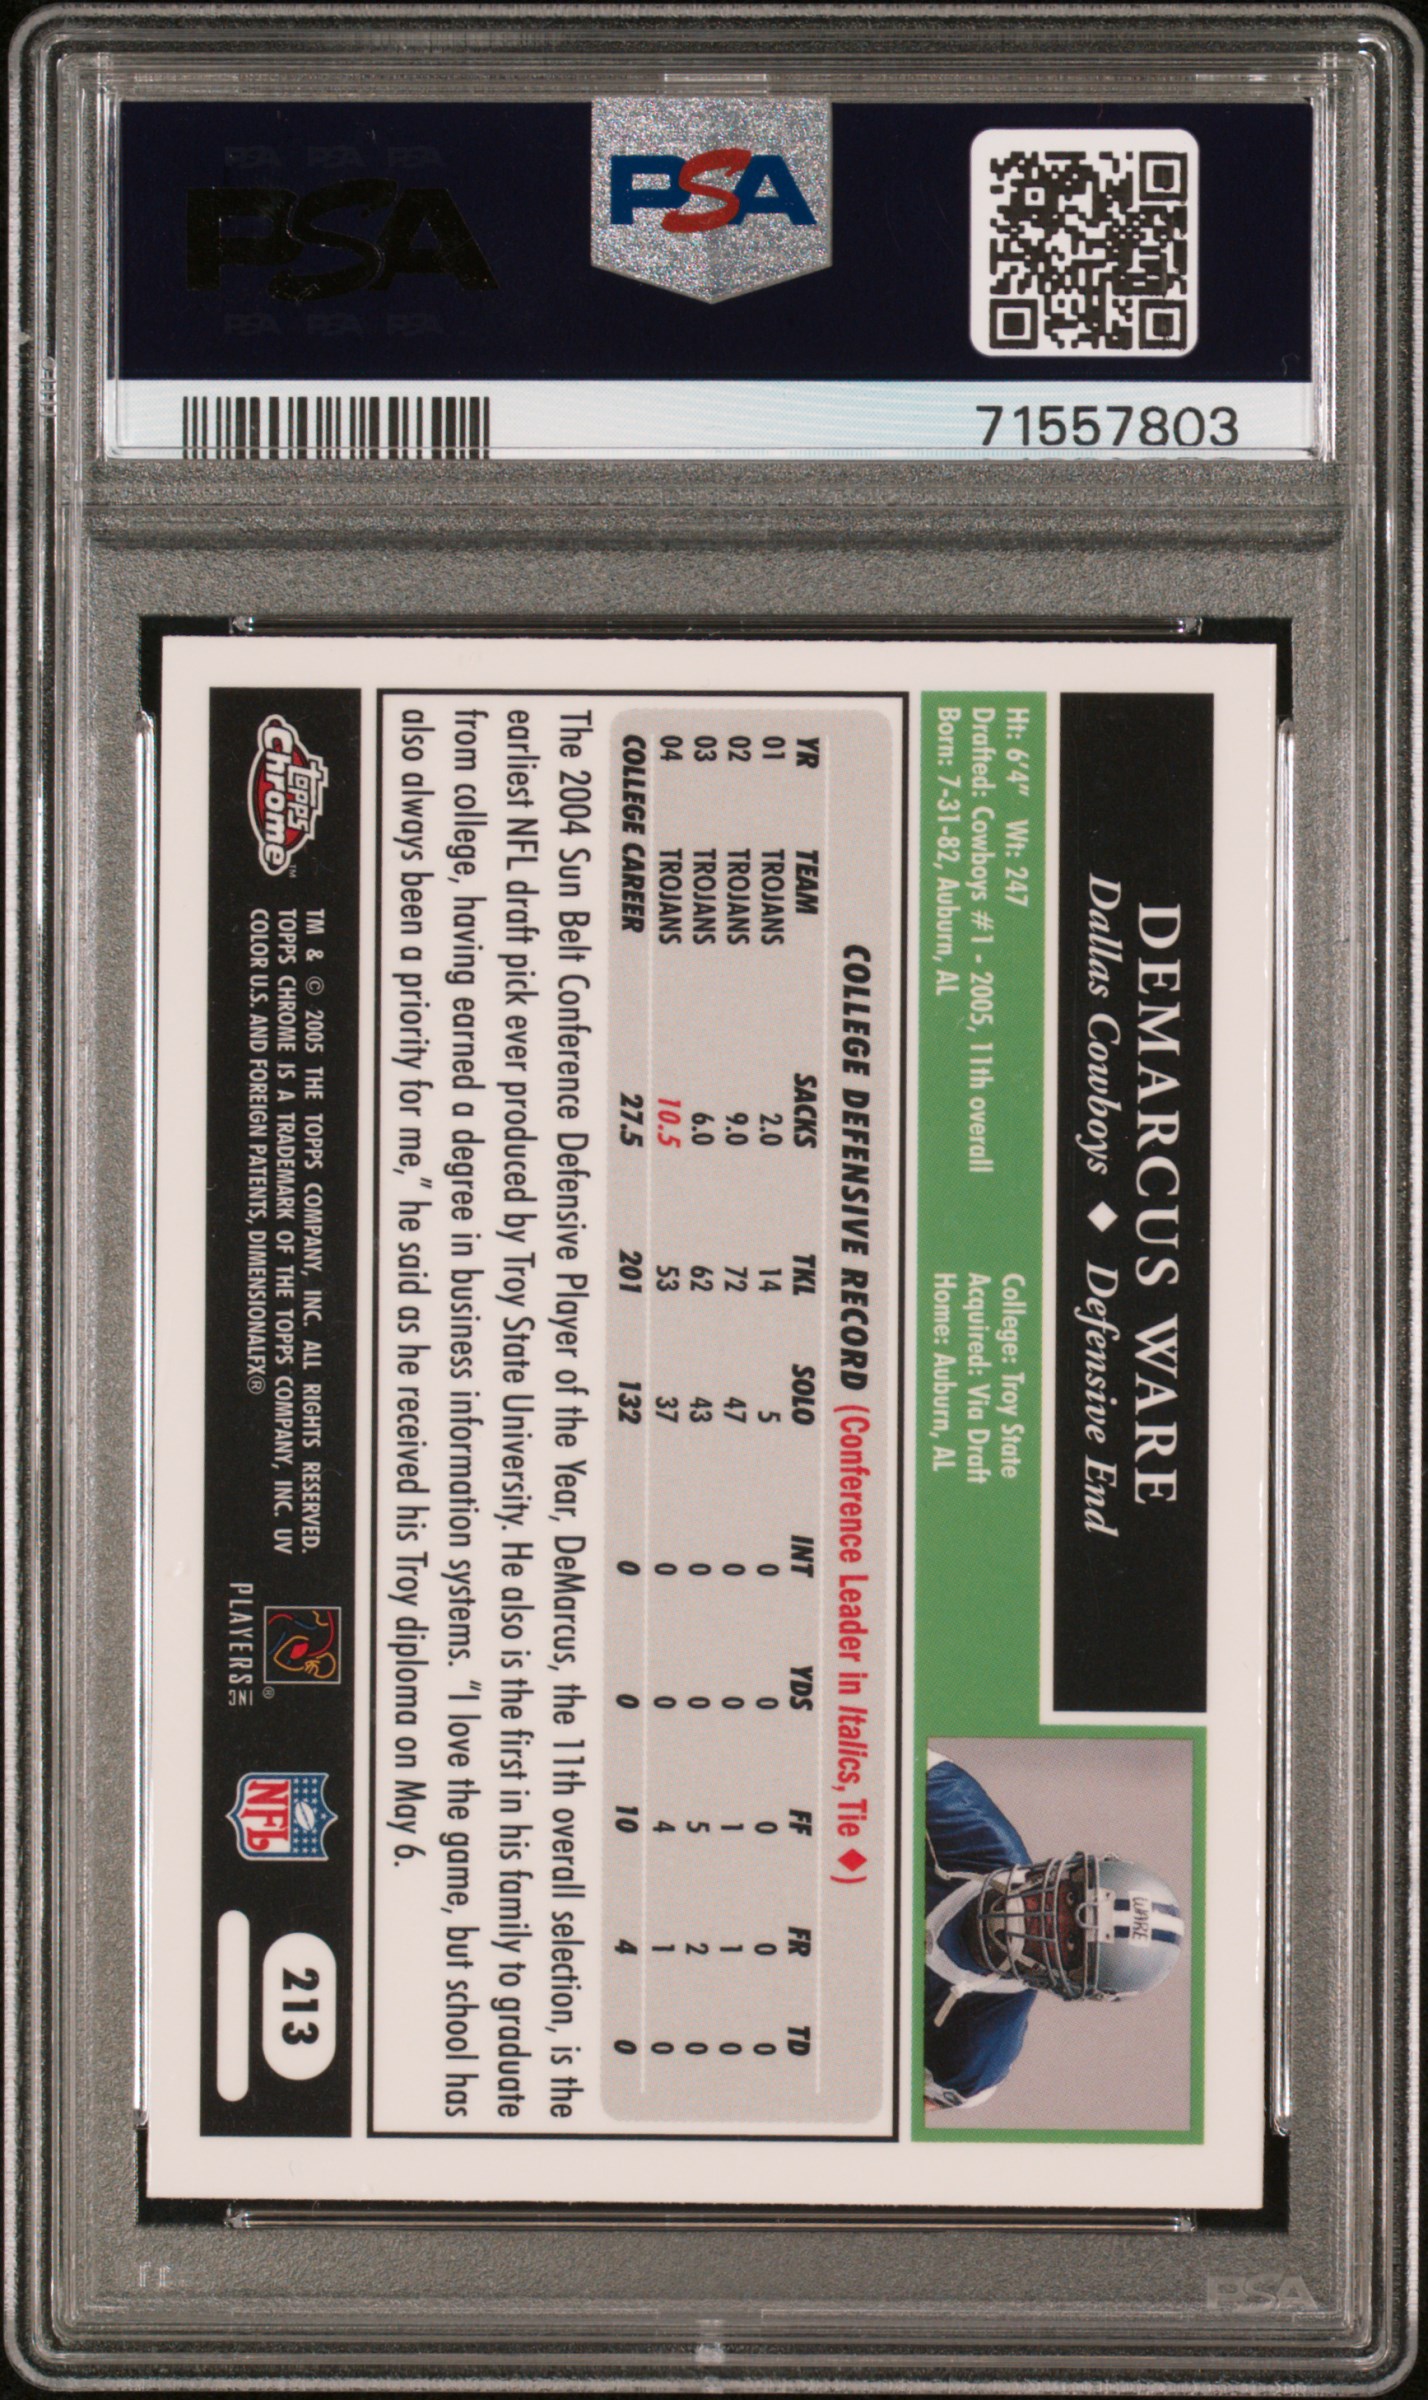 PSA PSA PSA
PSA
PSA PSA PSA
PSA
71557803
DEMARCUS WARE
Dallas Cowboys ♦ Defensive End
Ht: 6'4" Wt: 247
Drafted: Cowboys #1 - 2005, 11th overall
Born: 7-31-82, Auburn, AL
College: Troy State
Acquired: Via Draft
Home: Auburn, AL
WARE
COLLEGE DEFENSIVE RECORD (Conference Leader in Italics, Tie ♦)
YR TEAM SACKS TKL SOLO INT YDS FF FR TD
01 TROJANS 2.0 14 5 0 0 0 0 0
02 TROJANS 9.0 72 47 0 0 1 1 0
03 TROJANS 6.0 62 43 0 0 5 2 0
04 TROJANS 10.5 53 37 0 0 4 1 0
COLLEGE CAREER 27.5 201 132 0 0 10 4 0
The 2004 Sun Belt Conference Defensive Player of the Year, DeMarcus, the 11th overall selection, is the
earliest NFL draft pick ever produced by Troy State University. He also is the first in his family to graduate
from college, having earned a degree in business information systems. "I love the game, but school has
also always been a priority for me," he said as he received his Troy diploma on May 6.
topps
Chrome™
TM & © 2005 THE TOPPS COMPANY, INC. ALL RIGHTS RESERVED.
TOPPS CHROME IS A TRADEMARK OF THE TOPPS COMPANY, INC. UV
COLOR U.S. AND FOREIGN PATENTS, DIMENSIONALFX®
®
PLAYERS INC
NFL
213
PSA